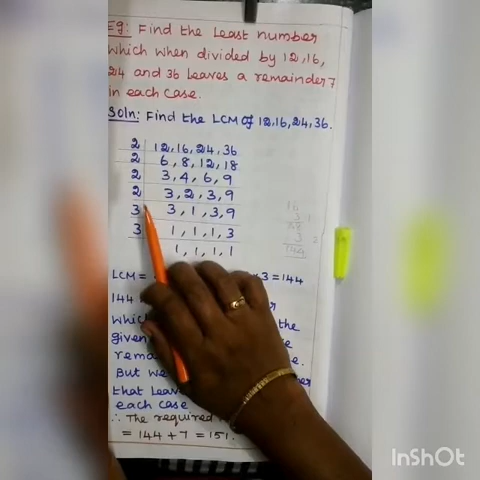 Eg: Find the Least number
which when divided by 12,16,
24 and 36 leaves a remainder 7
in each case.
Soln: Find the LCM of 12,16,24,36.
2 12,16,24,36
2 6,8,12,18
2 3,4,6,9
2 3,2,3,9
3 3,1,3,9
3 1,1,1,3
1,1,1,1
16
3
144
LCM = × 3 = 144
144
which the
given
rema e.
But we
that leav
each case
∴ The required
= 144 + 7 = 151.
InShOt